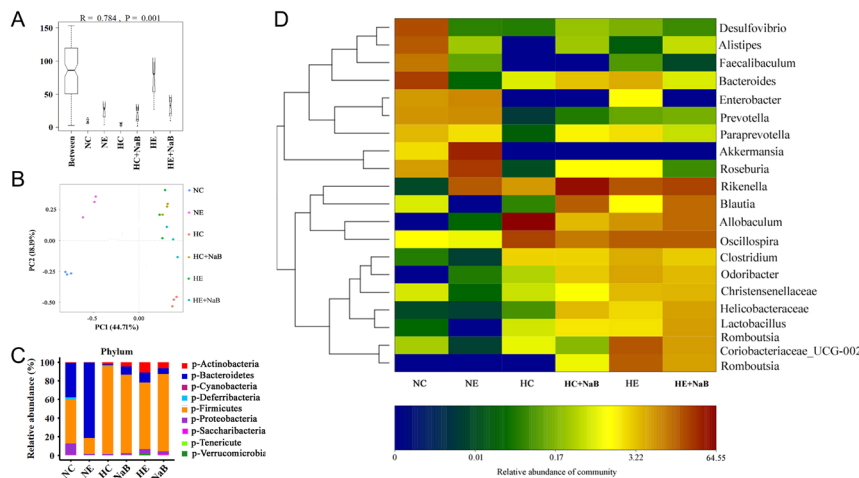 A
R = 0.784 , P = 0.001
150
100
50
0
Between
NC
NE
HC
HC+NaB
HE
HE+NaB
B
0.25
0.00
-0.25
-0.50
PC2 (18.19%)
-0.5
0.00
PC1 (44.71%)
NC
NE
HC
HC+NaB
HE
HE+NaB
C
Phylum
100
80
60
40
20
0
Relative abundance (%)
NC
NE
HC
NaB
HE
NaB
p-Actinobacteria
p-Bacteroidetes
p-Cyanobacteria
p-Deferribacteria
p-Firmicutes
p-Proteobacteria
p-Saccharibacteria
p-Tenericute
p-Verrucomicrobia
D
Desulfovibrio
Alistipes
Faecalibaculum
Bacteroides
Enterobacter
Prevotella
Paraprevotella
Akkermansia
Roseburia
Rikenella
Blautia
Allobaculum
Oscillospira
Clostridium
Odoribacter
Christensenellaceae
Helicobacteraceae
Lactobacillus
Romboutsia
Coriobacteriaceae_UCG-002
Romboutsia
NC
NE
HC
HC+NaB
HE
HE+NaB
0
0.01
0.17
3.22
64.55
Relative abundance of community